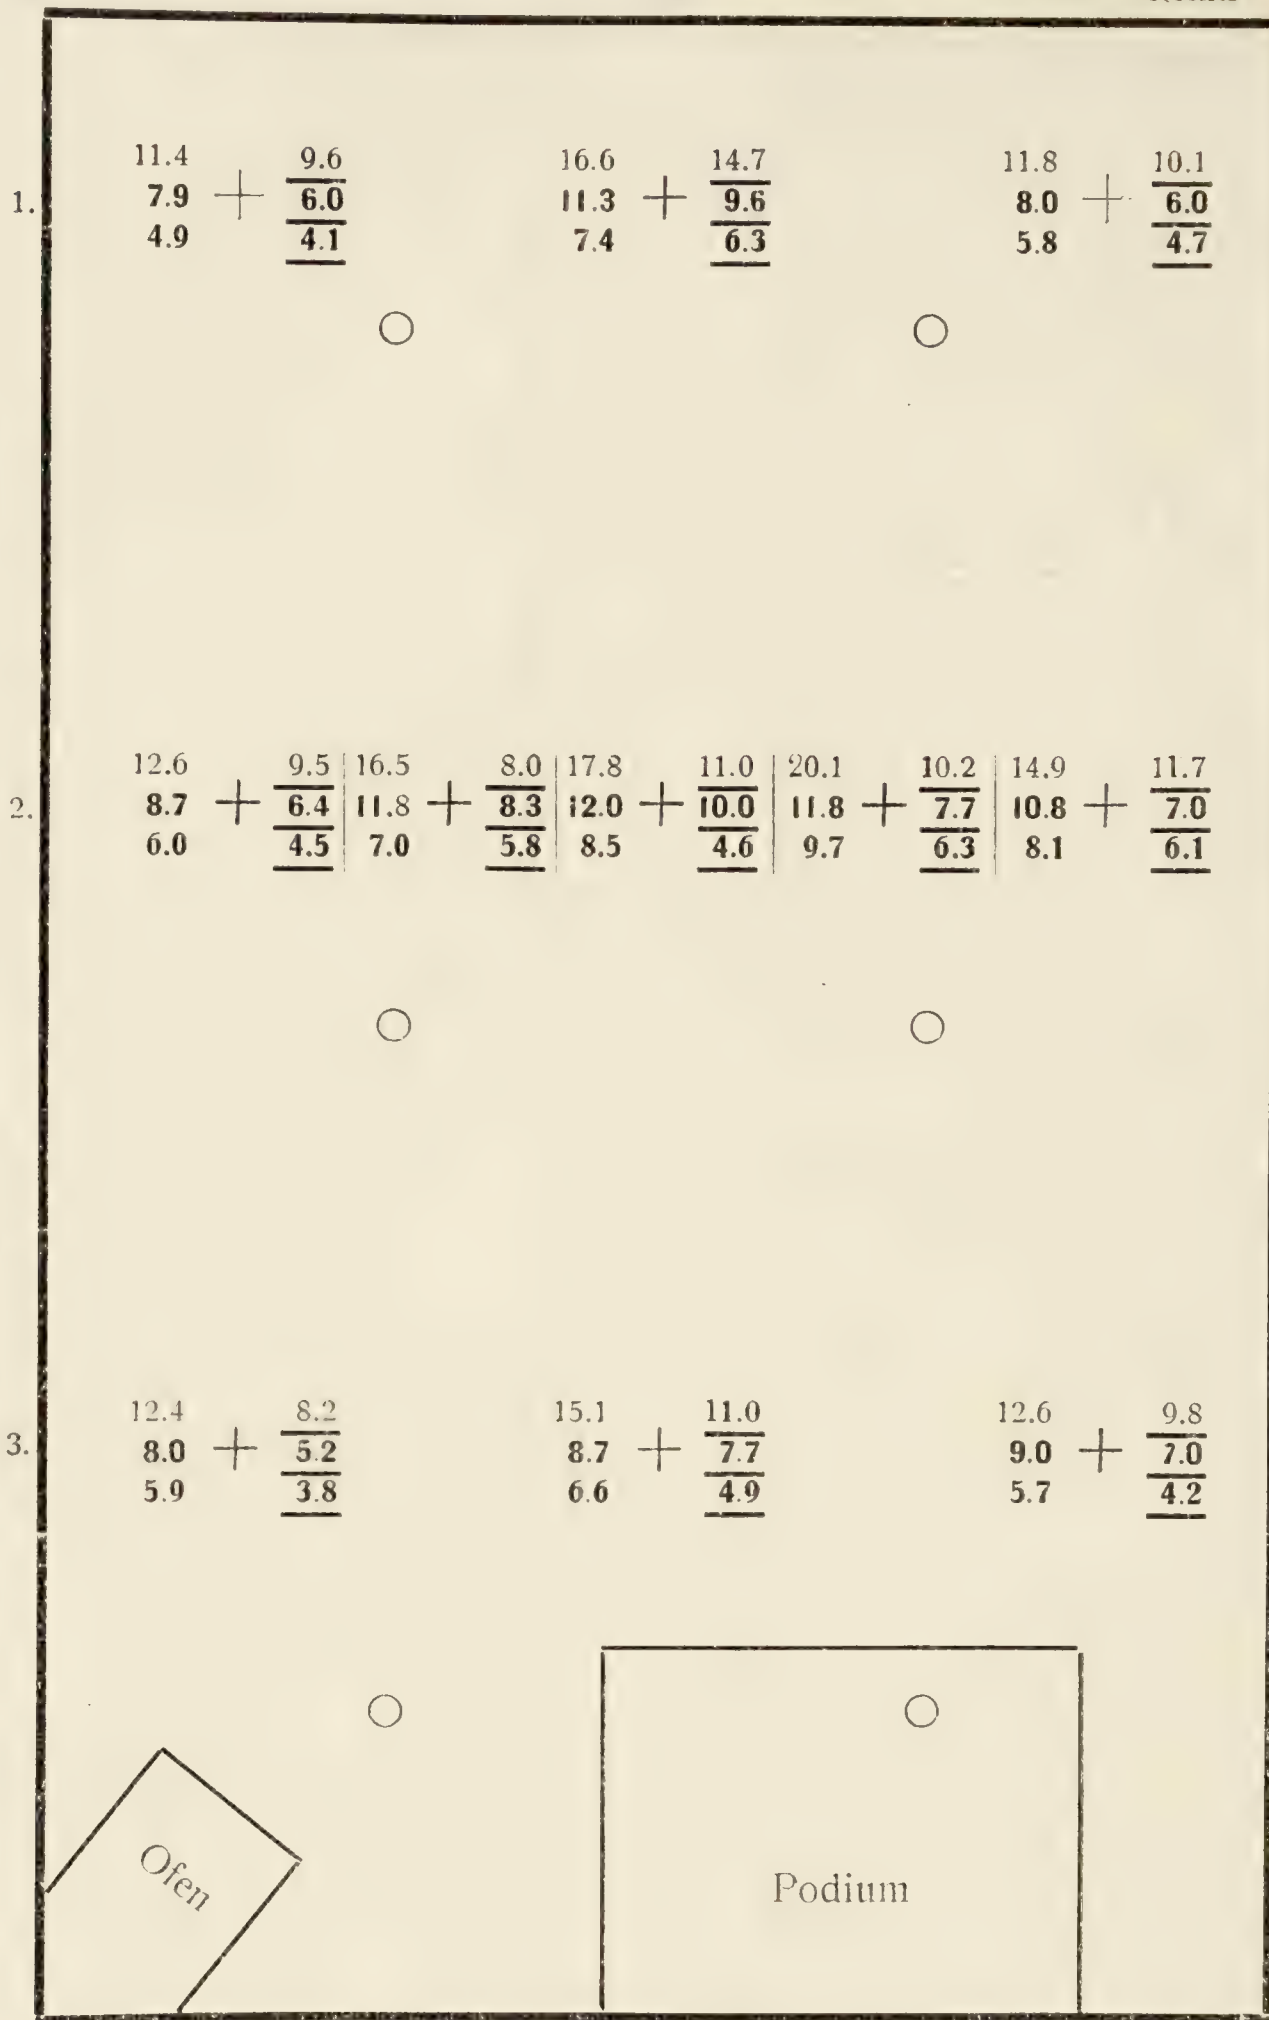 11.4 9.6 16.6 14.7 11.8 10.1
1. 7.9 + 6.0 11.3 + 9.6 8.0 + 6.0
4.9 4.1 7.4 6.3 5.8 4.7
12.6 9.5 16.5 8.0 17.8 11.0 20.1 10.2 14.9 11.7
2. 8.7 + 6.4 11.8 + 8.3 12.0 + 10.0 11.8 + 7.7 10.8 + 7.0
6.0 4.5 7.0 5.8 8.5 4.6 9.7 6.3 8.1 6.1
12.4 8.2 15.1 11.0 12.6 9.8
3. 8.0 + 5.2 8.7 + 7.7 9.0 + 7.0
5.9 3.8 6.6 4.9 5.7 4.2
Ofen
Podium